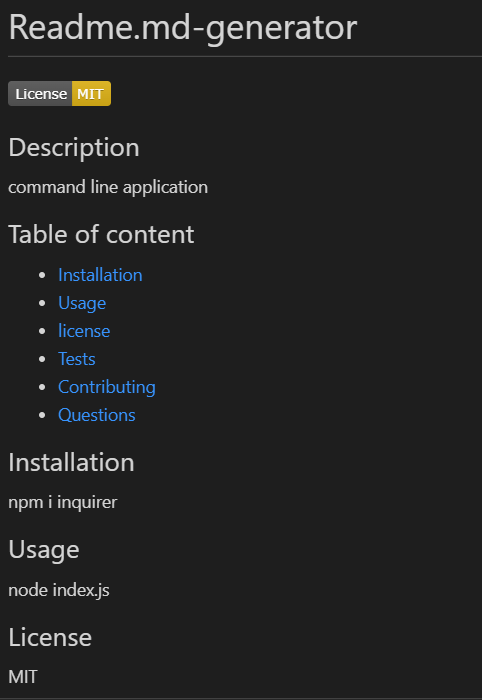 Readme.md-generator
License MIT
Description
command line application
Table of content
Installation
Usage
license
Tests
Contributing
Questions
Installation
npm i inquirer
Usage
node index.js
License
MIT